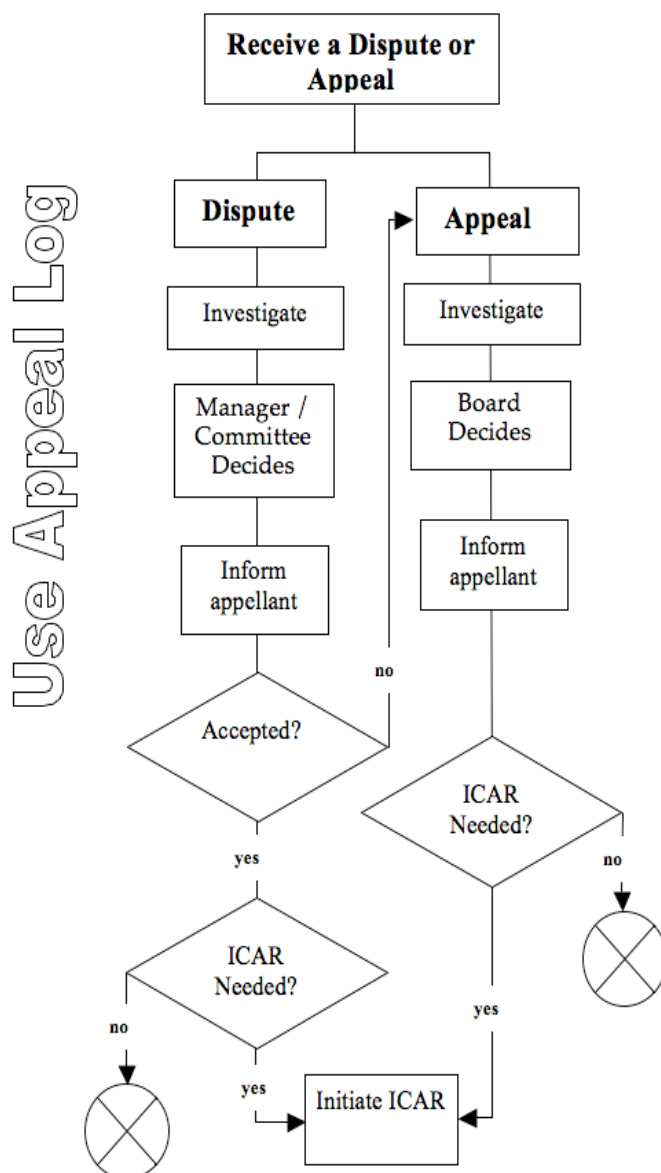 Receive a Dispute or
Appeal
Use Appeal Log
Dispute
Appeal
Investigate
Investigate
Manager /
Committee
Decides
Board
Decides
Inform
appellant
Inform
appellant
no
Accepted?
ICAR
Needed?
yes
no
ICAR
Needed?
yes
no
yes
Initiate ICAR